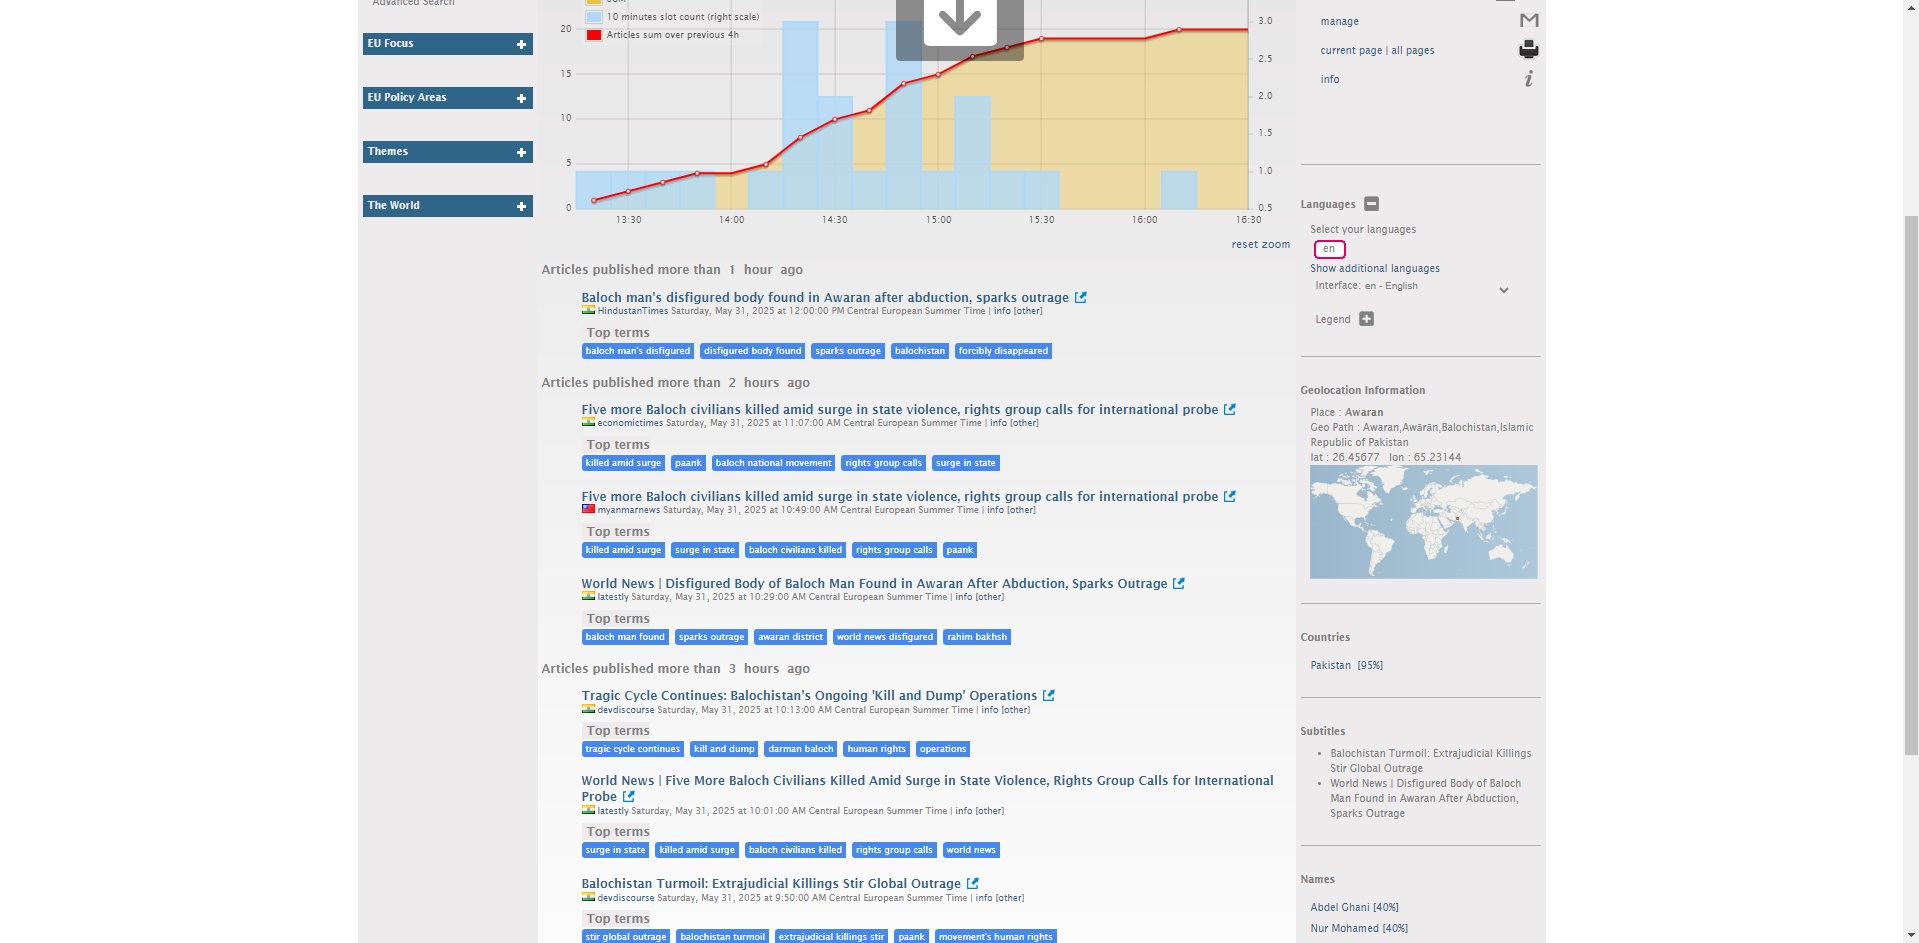 Advanced Search
EU Focus
EU Policy Areas
Themes
The World
10 minutes slot count (right scale)
Articles sum over previous 4h
20
15
10
5
0
3.0
2.5
2.0
1.5
1.0
0.5
13:30
14:00
14:30
15:00
15:30
16:00
16:30
reset zoom
Articles published more than 1 hour ago
Baloch man's disfigured body found in Awaran after abduction, sparks outrage
HindustanTimes Saturday, May 31, 2025 at 12:00:00 PM Central European Summer Time | info [other]
Top terms
baloch man's disfigured disfigured body found sparks outrage balochistan forcibly disappeared
Articles published more than 2 hours ago
Five more Baloch civilians killed amid surge in state violence, rights group calls for international probe
economictimes Saturday, May 31, 2025 at 11:07:00 AM Central European Summer Time | info [other]
Top terms
killed amid surge paank baloch national movement rights group calls surge in state
Five more Baloch civilians killed amid surge in state violence, rights group calls for international probe
myanmarnews Saturday, May 31, 2025 at 10:49:00 AM Central European Summer Time | info [other]
Top terms
killed amid surge surge in state baloch civilians killed rights group calls paank
World News | Disfigured Body of Baloch Man Found in Awaran After Abduction, Sparks Outrage
latestly Saturday, May 31, 2025 at 10:29:00 AM Central European Summer Time | info [other]
Top terms
baloch man found sparks outrage awaran district world news disfigured rahim bakhsh
Articles published more than 3 hours ago
Tragic Cycle Continues: Balochistan's Ongoing 'Kill and Dump' Operations
devdiscourse Saturday, May 31, 2025 at 10:13:00 AM Central European Summer Time | info [other]
Top terms
tragic cycle continues kill and dump darman baloch human rights operations
World News | Five More Baloch Civilians Killed Amid Surge in State Violence, Rights Group Calls for International
Probe
latestly Saturday, May 31, 2025 at 10:01:00 AM Central European Summer Time | info [other]
Top terms
surge in state killed amid surge baloch civilians killed rights group calls world news
Balochistan Turmoil: Extrajudicial Killings Stir Global Outrage
devdiscourse Saturday, May 31, 2025 at 9:50:00 AM Central European Summer Time | info [other]
Top terms
stir global outrage balochistan turmoil extrajudicial killings stir paank movement's human rights
manage
current page | all pages
info
Languages
Select your languages
en
Show additional languages
Interface: en - English
Legend
Geolocation Information
Place : Awaran
Geo Path : Awaran,Awārān,Balochistan,Islamic
Republic of Pakistan
lat : 26.45677 lon : 65.23144
Countries
Pakistan [95%]
Subtitles
Balochistan Turmoil: Extrajudicial Killings
Stir Global Outrage
World News | Disfigured Body of Baloch
Man Found in Awaran After Abduction,
Sparks Outrage
Names
Abdel Ghani [40%]
Nur Mohamed [40%]